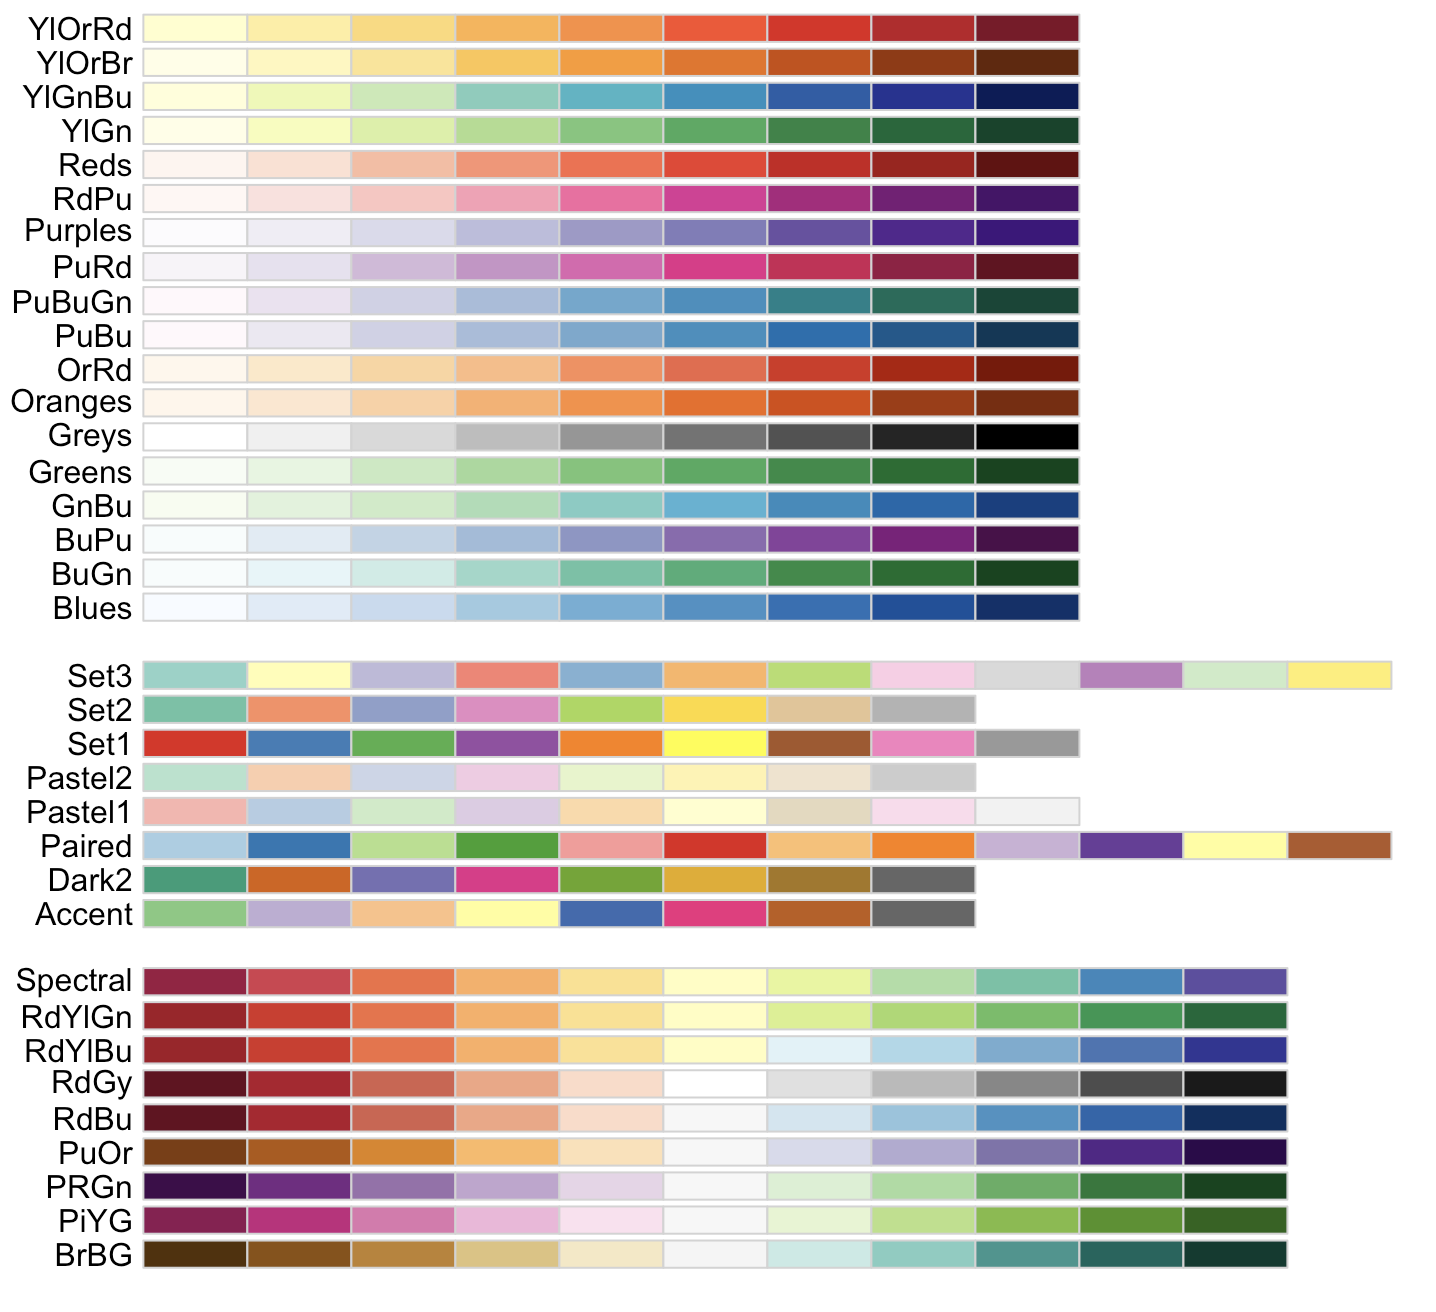 YlOrRd
YlOrBr
YlGnBu
YlGn
Reds
RdPu
Purples
PuRd
PuBuGn
PuBu
OrRd
Oranges
Greys
Greens
GnBu
BuPu
BuGn
Blues
Set3
Set2
Set1
Pastel2
Pastel1
Paired
Dark2
Accent
Spectral
RdYlGn
RdYlBu
RdGy
RdBu
PuOr
PRGn
PiYG
BrBG